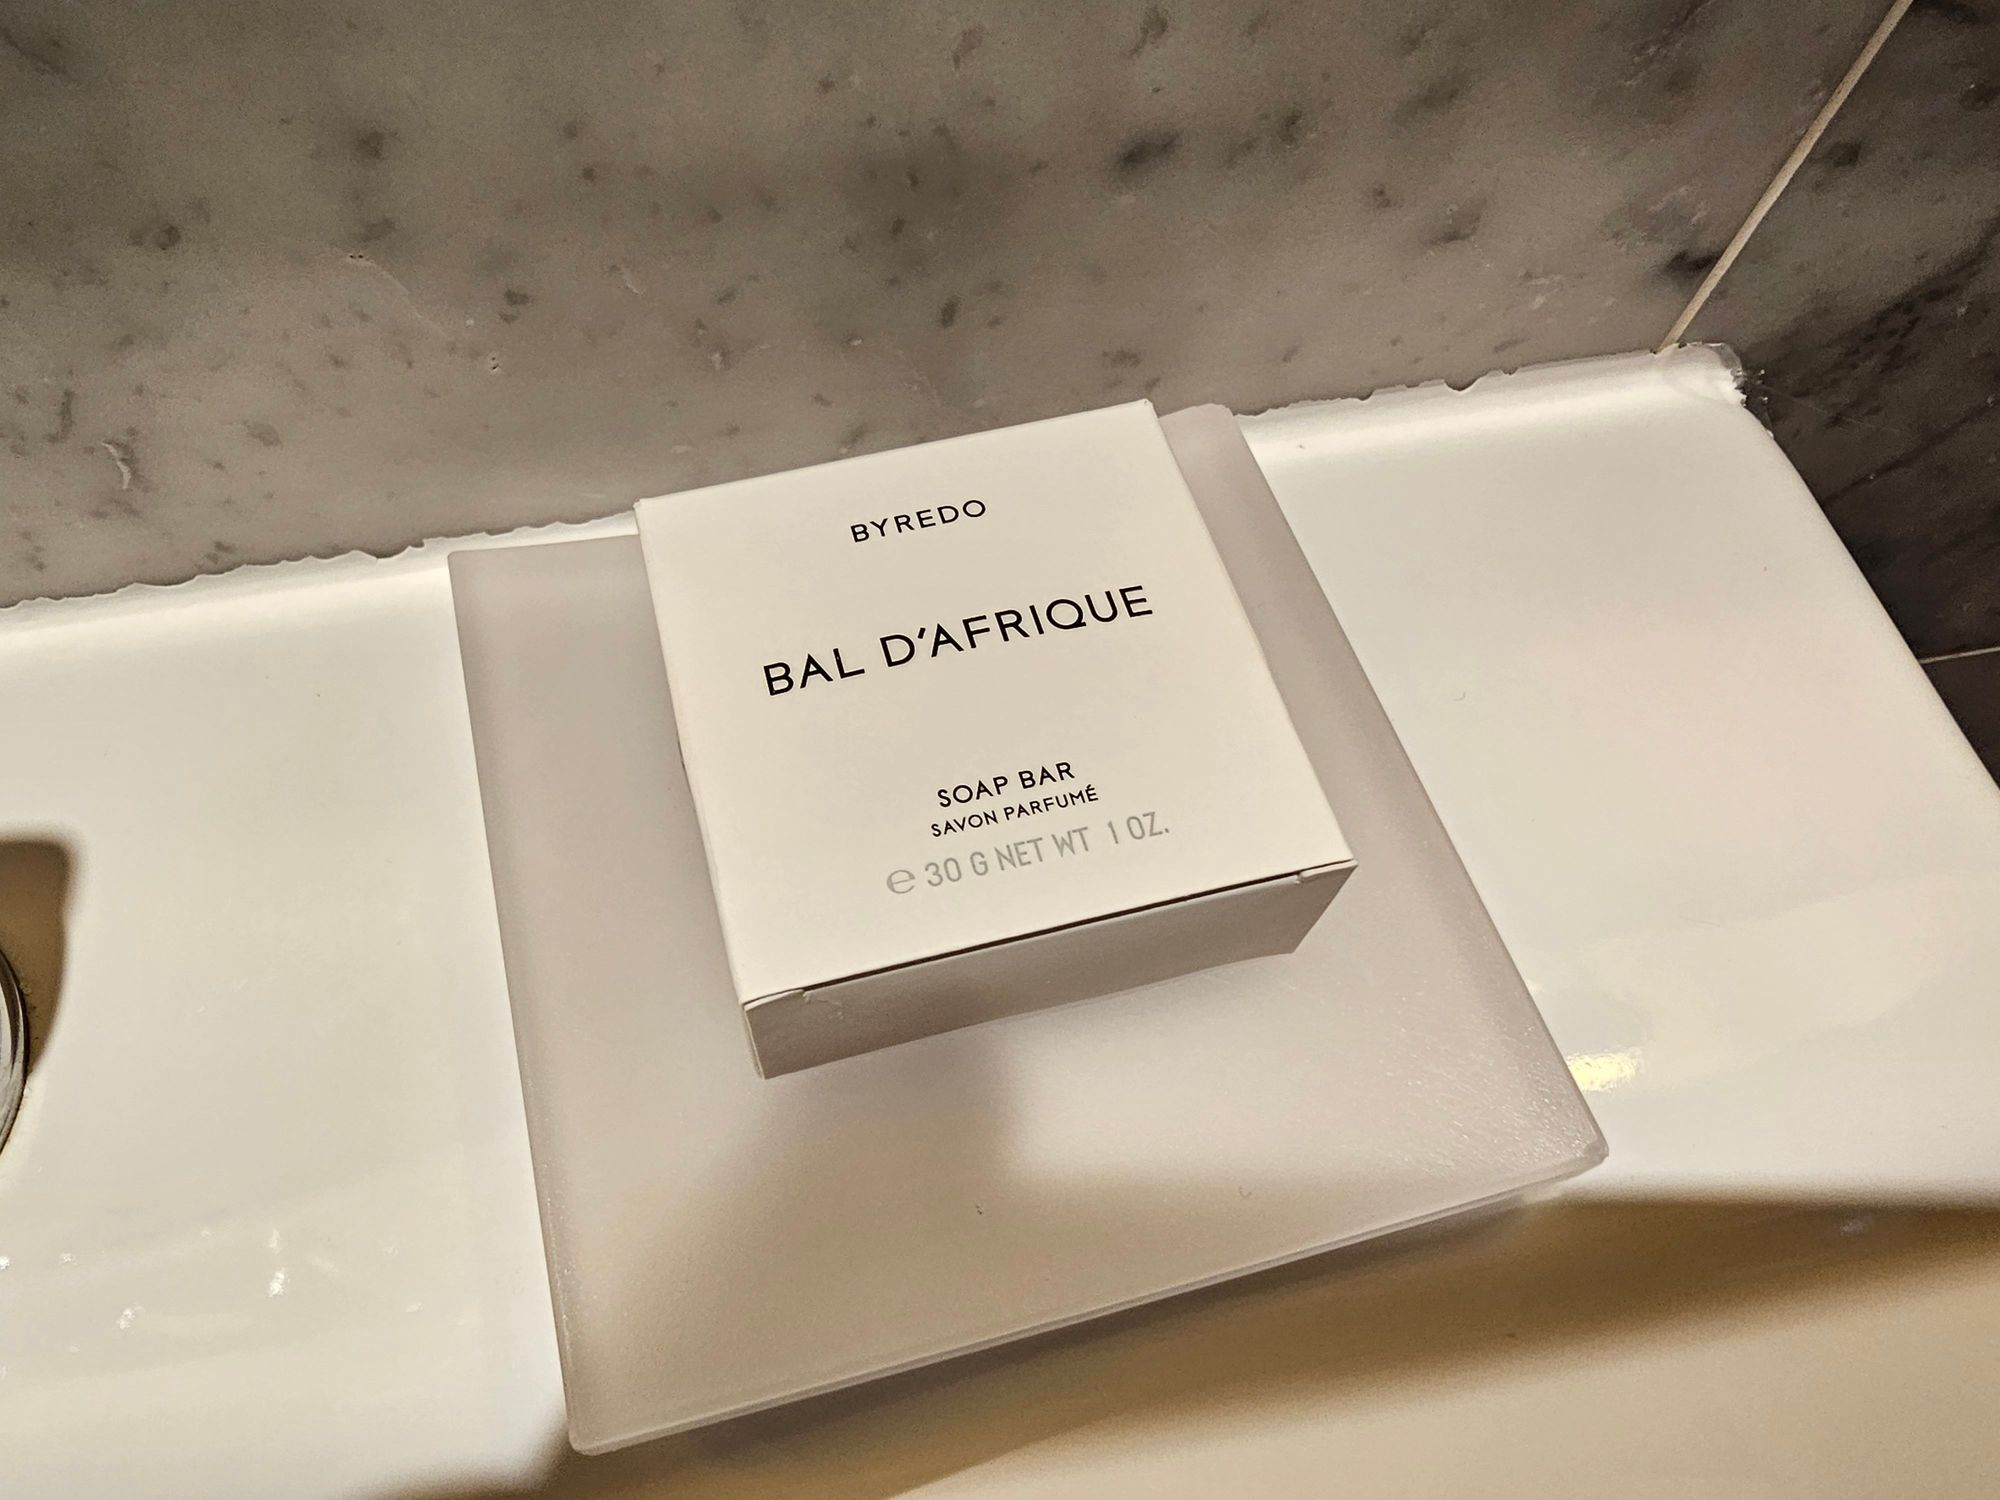 BYREDO
BAL D'AFRIQUE
SOAP BAR
SAVON PARFUMÉ
℮ 30 G NET WT 1 OZ.